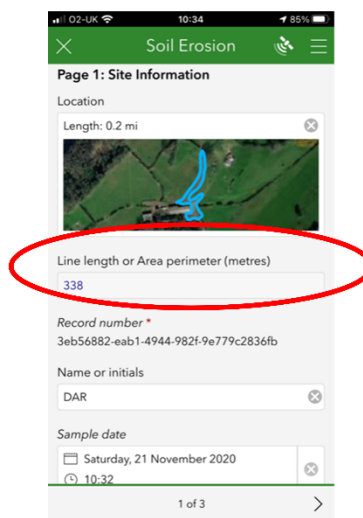 O2-UK 10:34 85%
Soil Erosion
Page 1: Site Information
Location
Length: 0.2 mi
Line length or Area perimeter (metres)
338
Record number *
3eb56882-eab1-4944-982f-9e779c2836fb
Name or initials
DAR
Sample date
Saturday, 21 November 2020
10:32
1 of 3